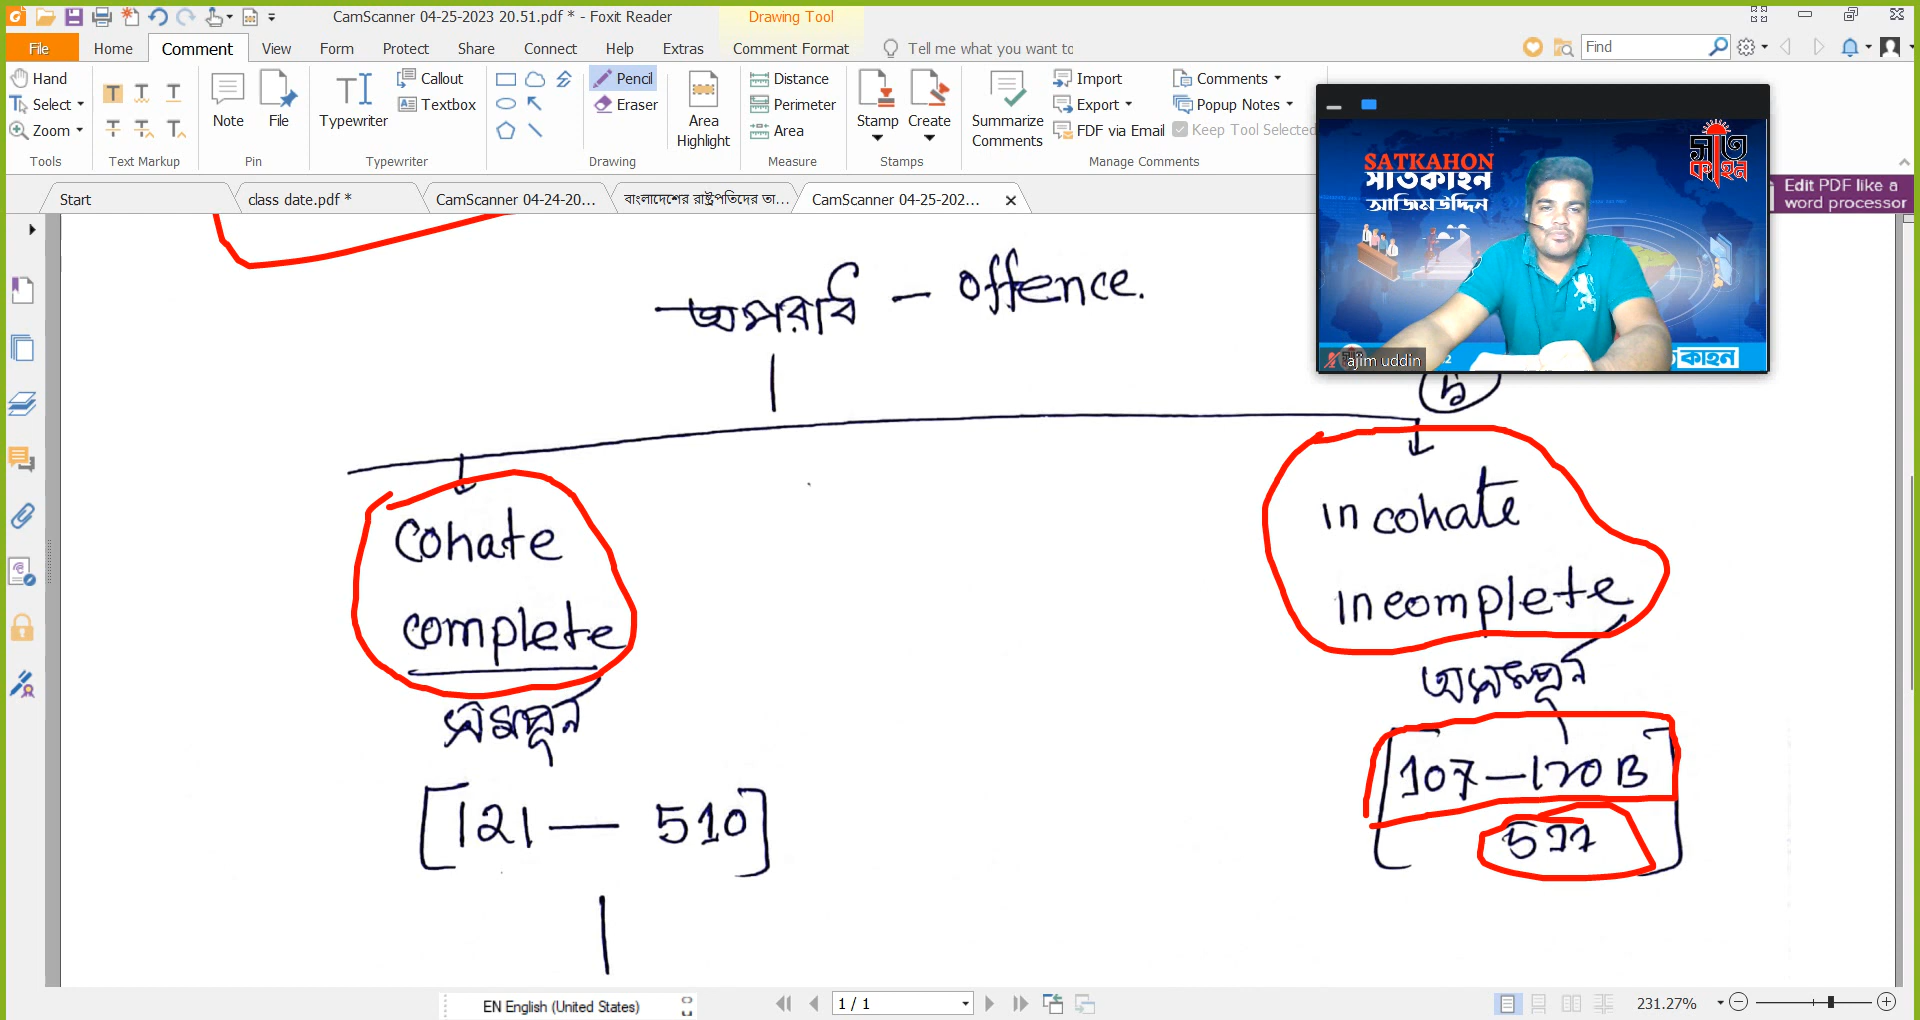 CamScanner 04-25-2023 20.51.pdf * - Foxit Reader
Drawing Tool
File Home Comment View Form Protect Share Connect Help Extras Comment Format Tell me what you want to Find
Hand
Select
Zoom
Tools
Text Markup
Note
File
Pin
Typewriter
Callout
Textbox
Typewriter
Pencil
Eraser
Drawing
Area Highlight
Distance
Perimeter
Area
Measure
Stamp
Create
Stamps
Summarize Comments
Import
Export
FDF via Email
Comments
Popup Notes
Keep Tool Selected
Manage Comments
Start
class date.pdf *
CamScanner 04-24-20...
বাংলাদেশের রাষ্ট্রপতিদের তা...
CamScanner 04-25-202...
Edit PDF like a
word processor
SATKAHON
সাতকাহন
আজিমউদ্দিন
সাত
কাহন
ajim uddin
কাহন
অপরাধ — offence.
cohate
complete
সম্পূর্ন
[121 — 510]
৮
in cohate
incomplete
অসম্পূর্ন
107 — 120 B
511
EN English (United States)
1 / 1
231.27%